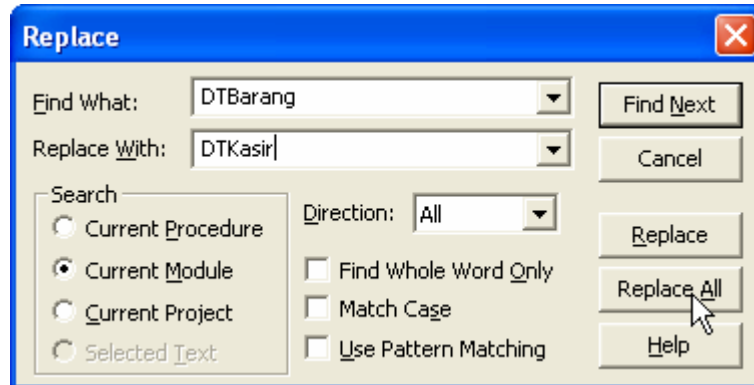 Replace
Find What: DTBarang
Find Next
Replace With: DTKasir
Cancel
Search
Current Procedure
Current Module
Current Project
Selected Text
Direction: All
Find Whole Word Only
Match Case
Use Pattern Matching
Replace
Replace All
Help